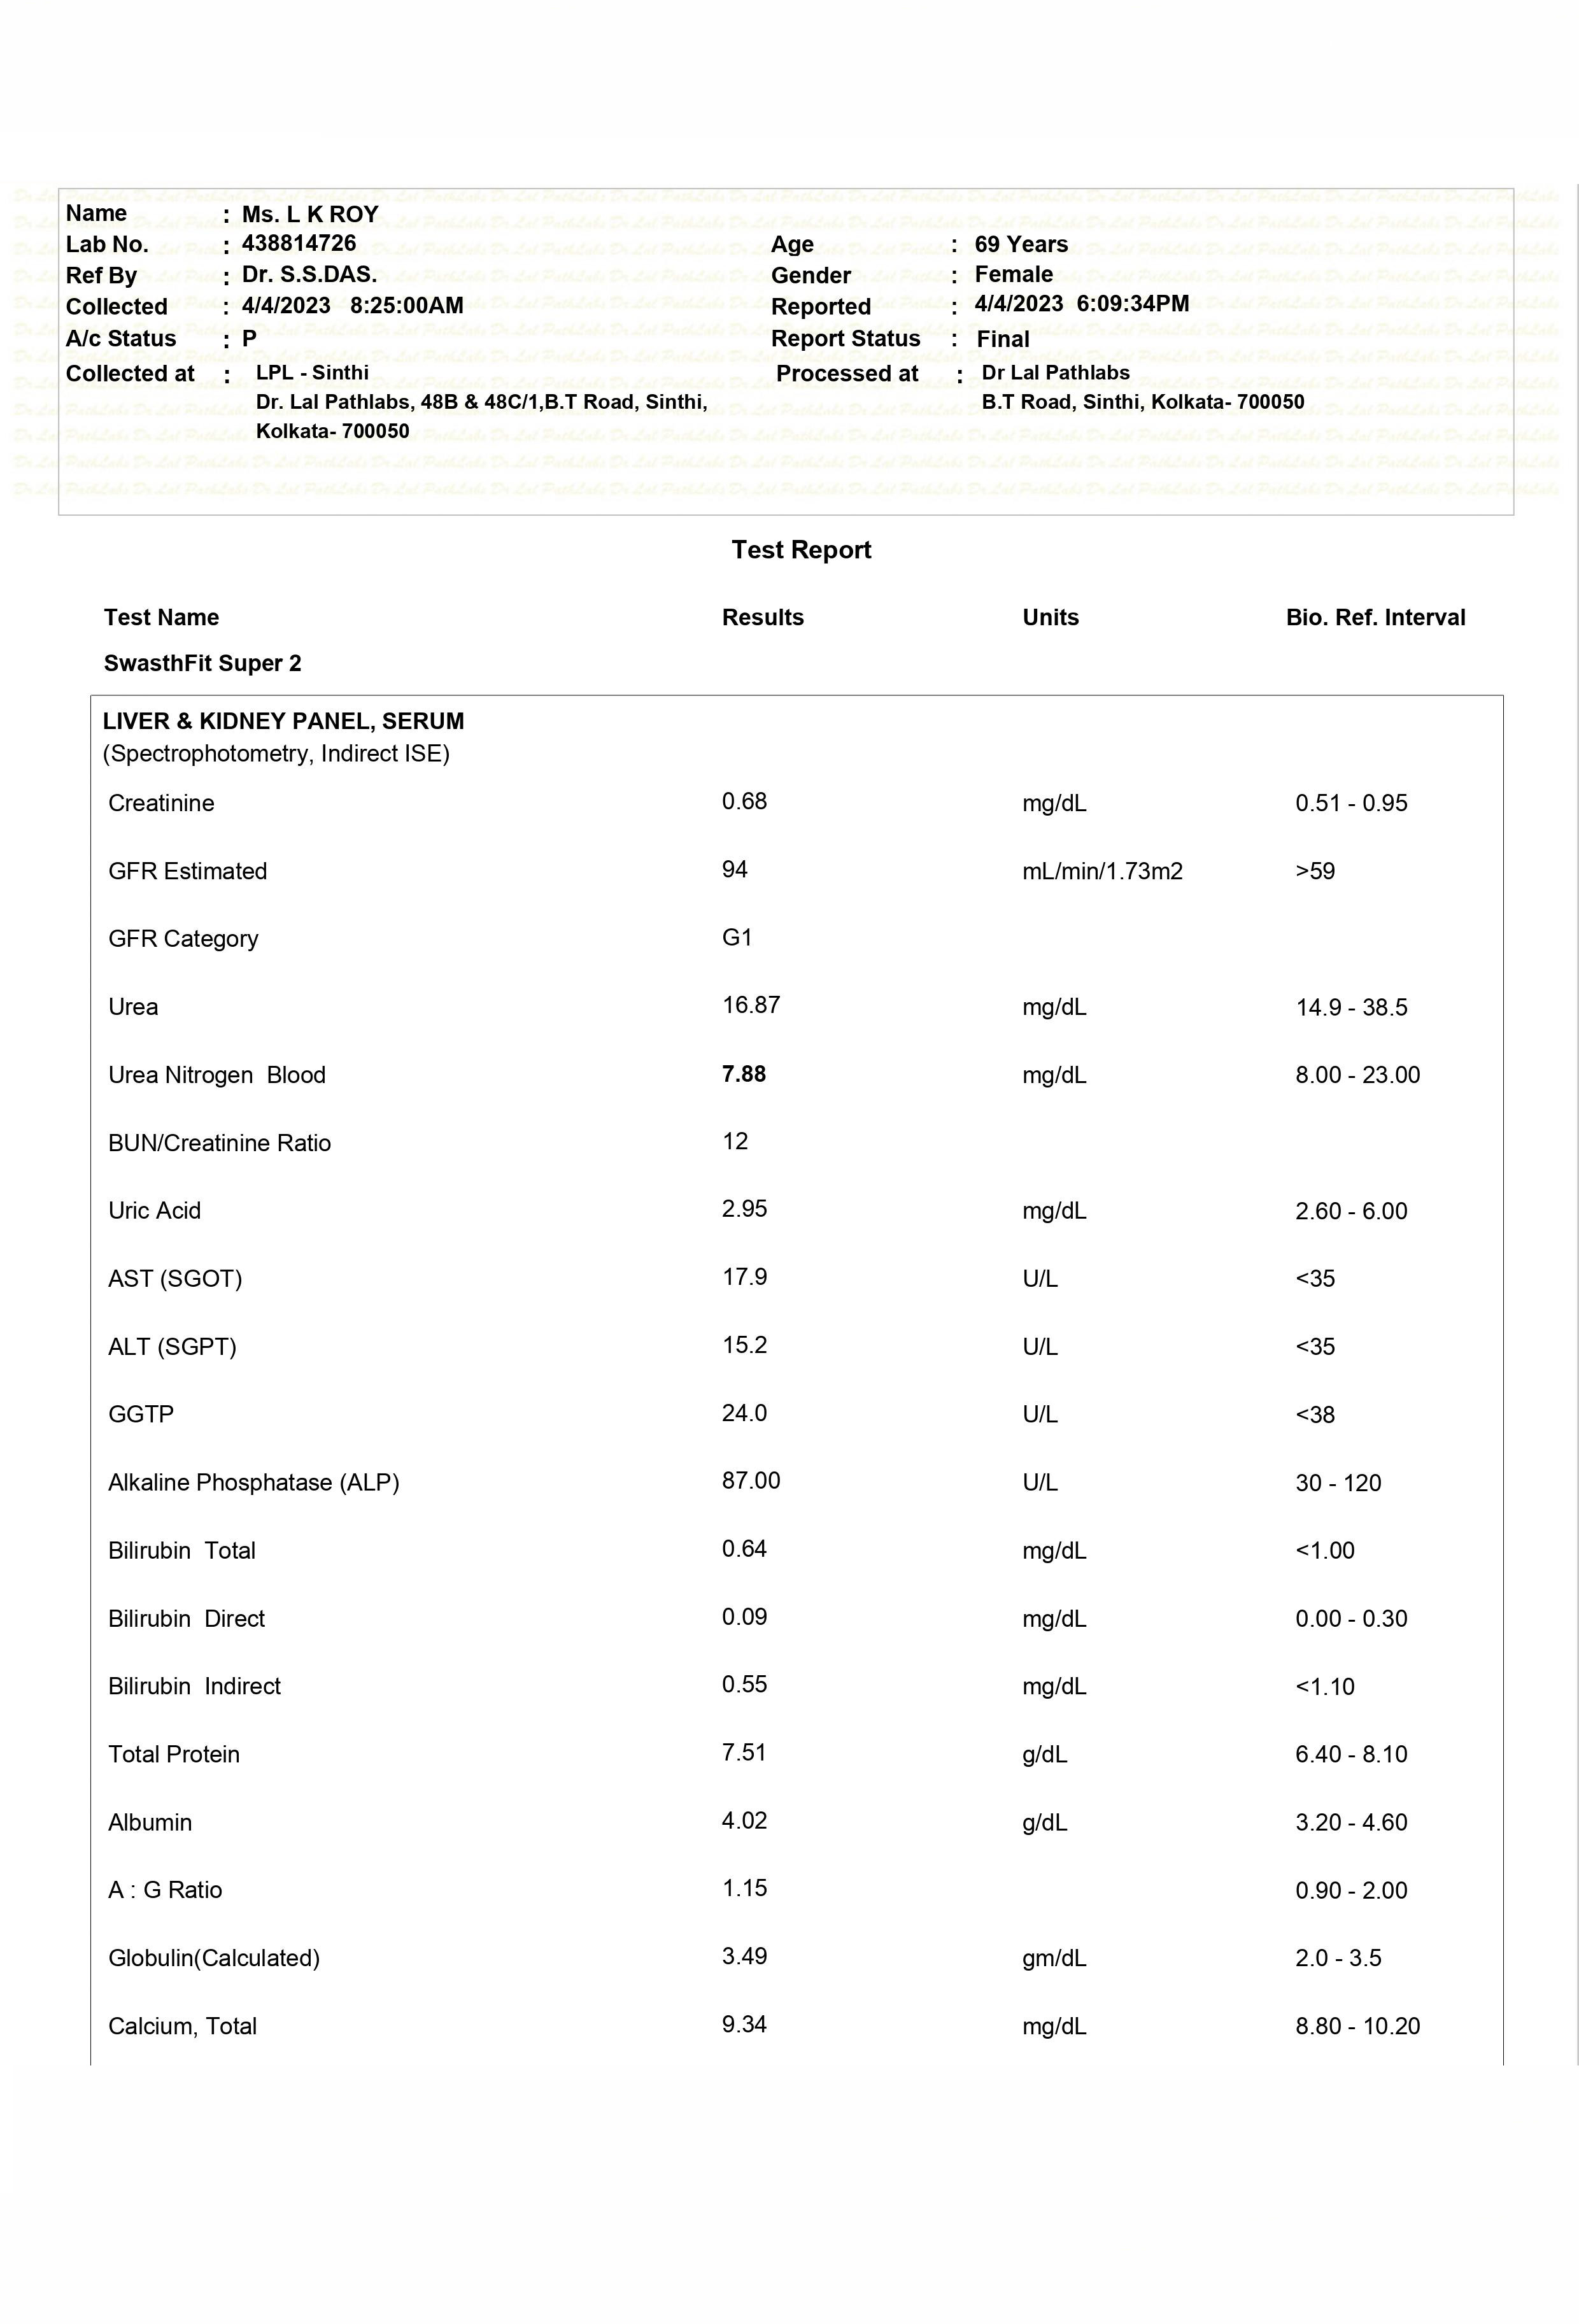 Name : Ms. L K ROY
Lab No. : 438814726 Age : 69 Years
Ref By : Dr. S.S.DAS. Gender : Female
Collected : 4/4/2023 8:25:00AM Reported : 4/4/2023 6:09:34PM
A/c Status : P Report Status : Final
Collected at : LPL - Sinthi Processed at : Dr Lal Pathlabs
Dr. Lal Pathlabs, 48B & 48C/1,B.T Road, Sinthi, B.T Road, Sinthi, Kolkata- 700050
Kolkata- 700050
Test Report
Test Name Results Units Bio. Ref. Interval
SwasthFit Super 2
LIVER & KIDNEY PANEL, SERUM
(Spectrophotometry, Indirect ISE)
Creatinine 0.68 mg/dL 0.51 - 0.95
GFR Estimated 94 mL/min/1.73m2 >59
GFR Category G1
Urea 16.87 mg/dL 14.9 - 38.5
Urea Nitrogen Blood 7.88 mg/dL 8.00 - 23.00
BUN/Creatinine Ratio 12
Uric Acid 2.95 mg/dL 2.60 - 6.00
AST (SGOT) 17.9 U/L <35
ALT (SGPT) 15.2 U/L <35
GGTP 24.0 U/L <38
Alkaline Phosphatase (ALP) 87.00 U/L 30 - 120
Bilirubin Total 0.64 mg/dL <1.00
Bilirubin Direct 0.09 mg/dL 0.00 - 0.30
Bilirubin Indirect 0.55 mg/dL <1.10
Total Protein 7.51 g/dL 6.40 - 8.10
Albumin 4.02 g/dL 3.20 - 4.60
A : G Ratio 1.15 0.90 - 2.00
Globulin(Calculated) 3.49 gm/dL 2.0 - 3.5
Calcium, Total 9.34 mg/dL 8.80 - 10.20